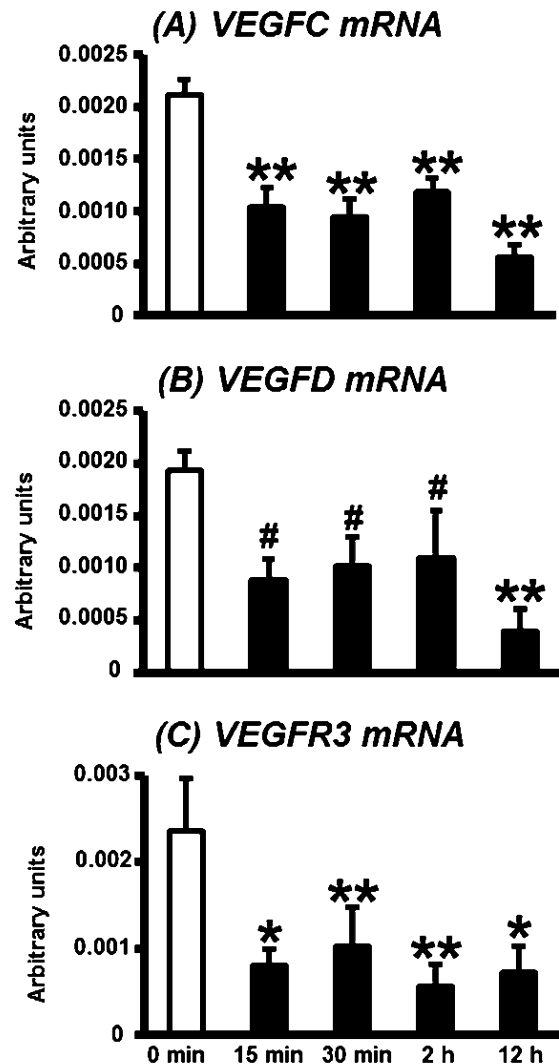 (A) VEGFC mRNA
Arbitrary units
0.0025
0.0020
0.0015
0.0010
0.0005
0
** ** ** **
(B) VEGFD mRNA
Arbitrary units
0.0025
0.0020
0.0015
0.0010
0.0005
0
# # # **
(C) VEGFR3 mRNA
Arbitrary units
0.003
0.002
0.001
0
* ** ** *
0 min 15 min 30 min 2 h 12 h